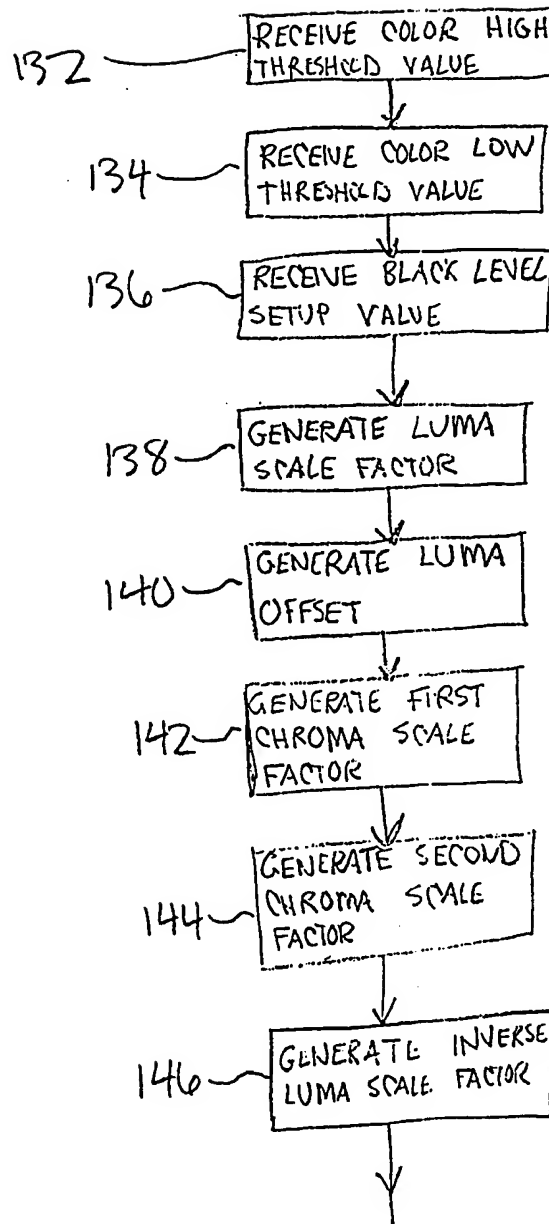 132
RECEIVE COLOR HIGH
THRESHOLD VALUE
134
RECEIVE COLOR LOW
THRESHOLD VALUE
136
RECEIVE BLACK LEVEL
SETUP VALUE
138
GENERATE LUMA
SCALE FACTOR
140
GENERATE LUMA
OFFSET
142
GENERATE FIRST
CHROMA SCALE
FACTOR
144
GENERATE SECOND
CHROMA SCALE
FACTOR
146
GENERATE INVERSE
LUMA SCALE FACTOR